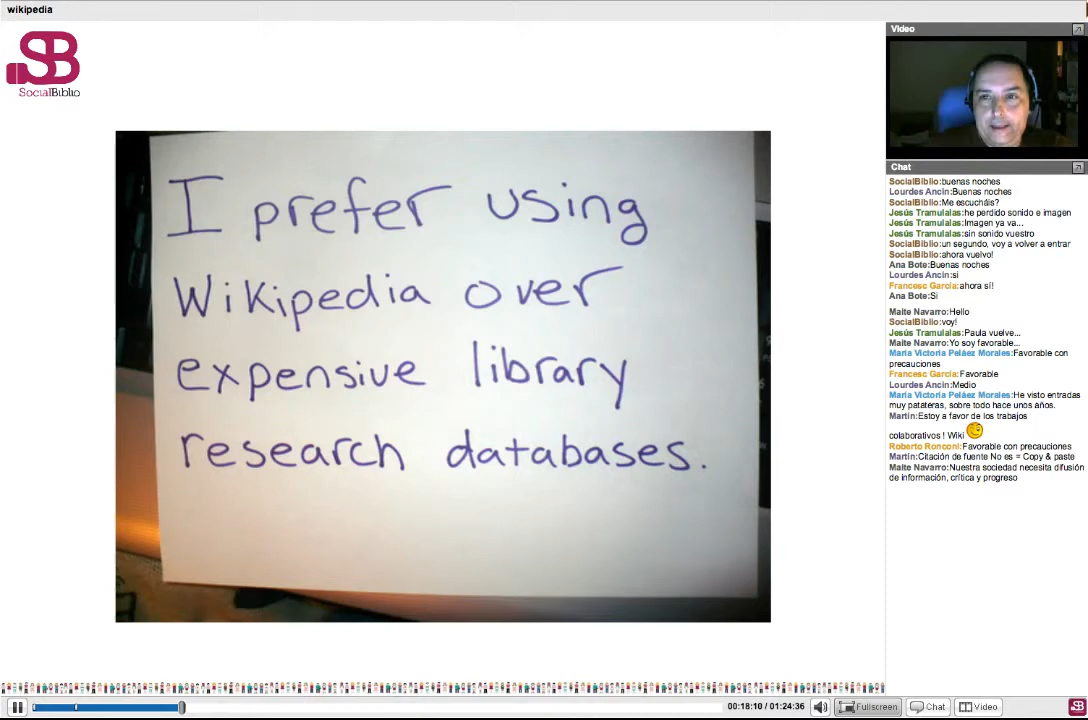 wikipedia
SB
SocialBiblio
I prefer using
Wikipedia over
expensive library
research databases.
Video
Chat
SocialBiblio:buenas noches
Lourdes Ancin:Buenas noches
SocialBiblio:Me escucháis?
Jesús Tramulalas:he perdido sonido e imagen
Jesús Tramulalas:Imagen ya va...
Jesús Tramulalas:sin sonido vuestro
SocialBiblio:un segundo, voy a volver a entrar
SocialBiblio:ahora vuelvo!
Ana Bote:Buenas noches
Lourdes Ancin:si
Francesc García:ahora sí!
Ana Bote:Si
Maite Navarro:Hello
SocialBiblio:voy!
Jesús Tramulalas:Paula vuelve...
Maite Navarro:Yo soy favorable...
María Victoria Peláez Morales:Favorable con
precauciones
Francesc García:Favorable
Lourdes Ancin:Medio
María Victoria Peláez Morales:He visto entradas
muy patateras, sobre todo hace unos años.
Martin:Estoy a favor de los trabajos
colaborativos ! Wiki
Roberto Ronconi:Favorable con precauciones
Martin:Citación de fuente No es = Copy & paste
Maite Navarro:Nuestra sociedad necesita difusión
de información, crítica y progreso
00:18:10 / 01:24:36
Fullscreen
Chat
Video
SB